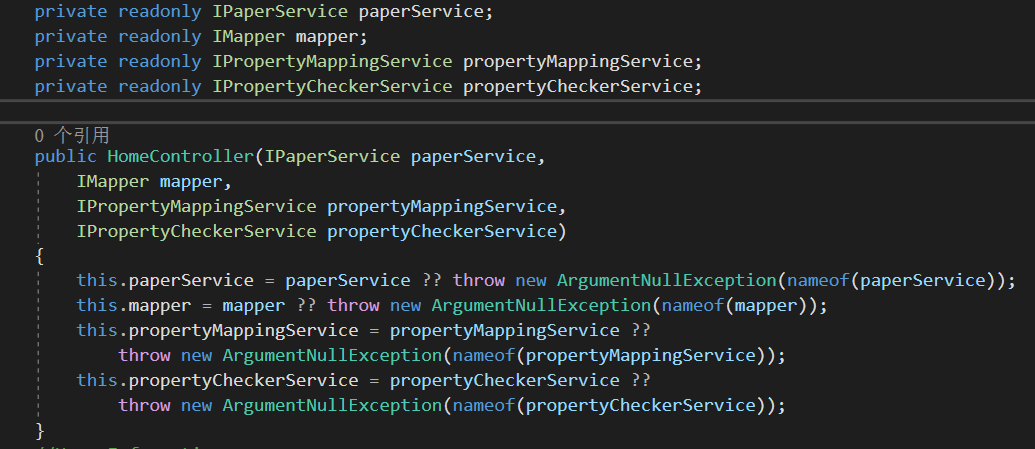 private readonly IPaperService paperService;
private readonly IMapper mapper;
private readonly IPropertyMappingService propertyMappingService;
private readonly IPropertyCheckerService propertyCheckerService;
0 个引用
public HomeController(IPaperService paperService,
IMapper mapper,
IPropertyMappingService propertyMappingService,
IPropertyCheckerService propertyCheckerService)
{
this.paperService = paperService ?? throw new ArgumentNullException(nameof(paperService));
this.mapper = mapper ?? throw new ArgumentNullException(nameof(mapper));
this.propertyMappingService = propertyMappingService ??
throw new ArgumentNullException(nameof(propertyMappingService));
this.propertyCheckerService = propertyCheckerService ??
throw new ArgumentNullException(nameof(propertyCheckerService));
}